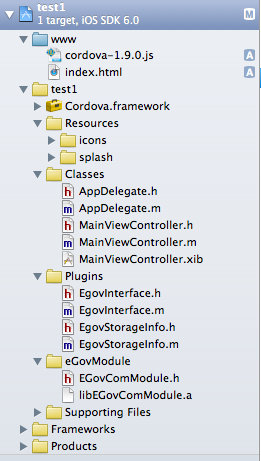 test1
1 target, iOS SDK 6.0
M
www
cordova-1.9.0.js
A
index.html
A
test1
Cordova.framework
Resources
icons
splash
Classes
h AppDelegate.h
m AppDelegate.m
h MainViewController.h
m MainViewController.m
MainViewController.xib
Plugins
h EgovInterface.h
m EgovInterface.m
h EgovStorageInfo.h
m EgovStorageInfo.m
eGovModule
h EGovComModule.h
libEGovComModule.a
Supporting Files
Frameworks
Products